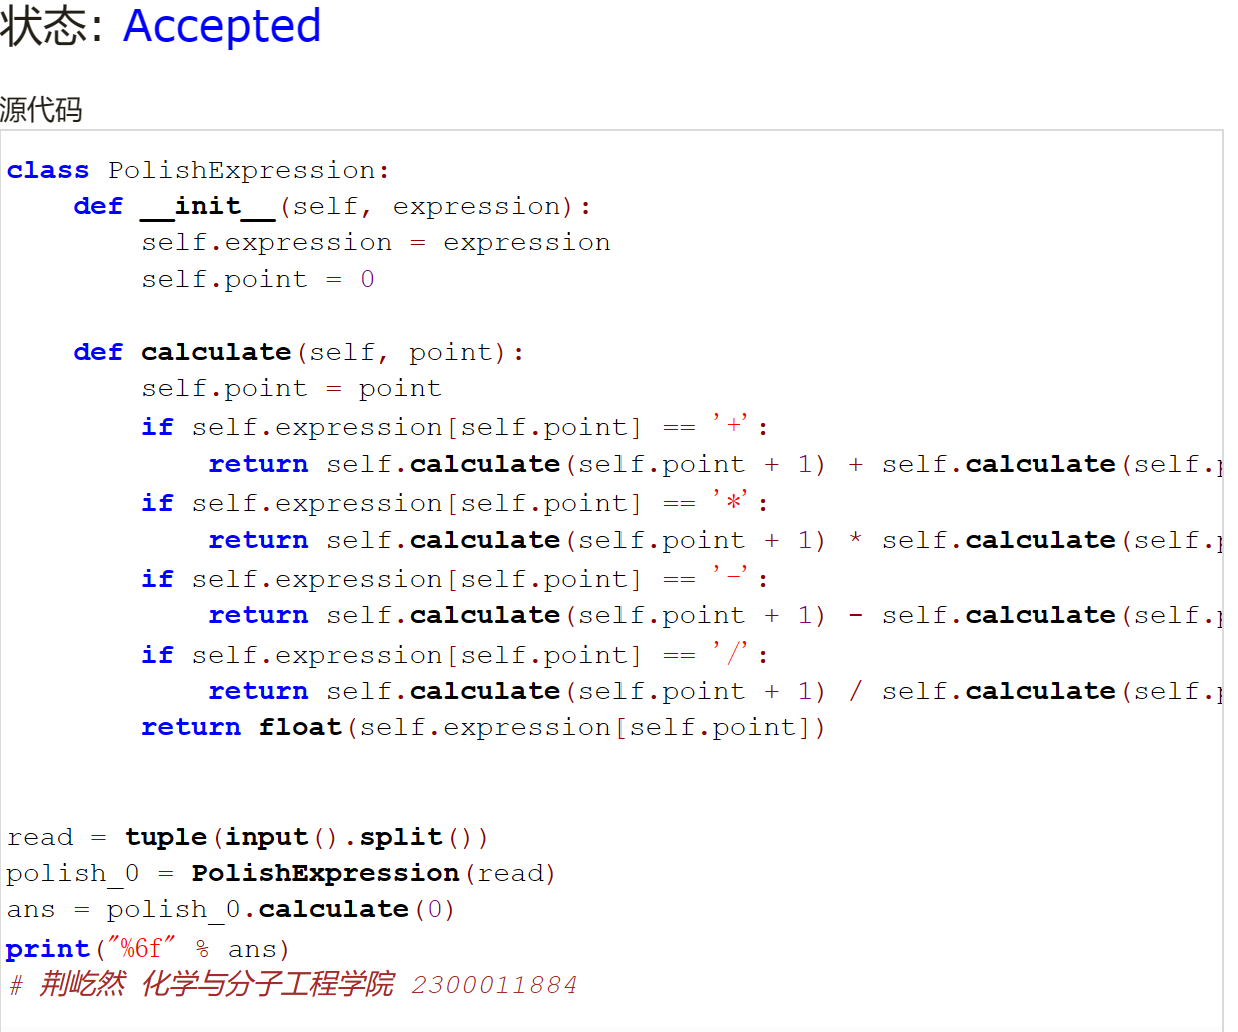 状态: Accepted
源代码
class PolishExpression:
    def __init__(self, expression):
        self.expression = expression
        self.point = 0
    def calculate(self, point):
        self.point = point
        if self.expression[self.point] == '+':
            return self.calculate(self.point + 1) + self.calculate(self.
        if self.expression[self.point] == '*':
            return self.calculate(self.point + 1) * self.calculate(self.
        if self.expression[self.point] == '-':
            return self.calculate(self.point + 1) - self.calculate(self.
        if self.expression[self.point] == '/':
            return self.calculate(self.point + 1) / self.calculate(self.
        return float(self.expression[self.point])
read = tuple(input().split())
polish_0 = PolishExpression(read)
ans = polish_0.calculate(0)
print("%6f" % ans)
# 荆屹然 化学与分子工程学院 2300011884